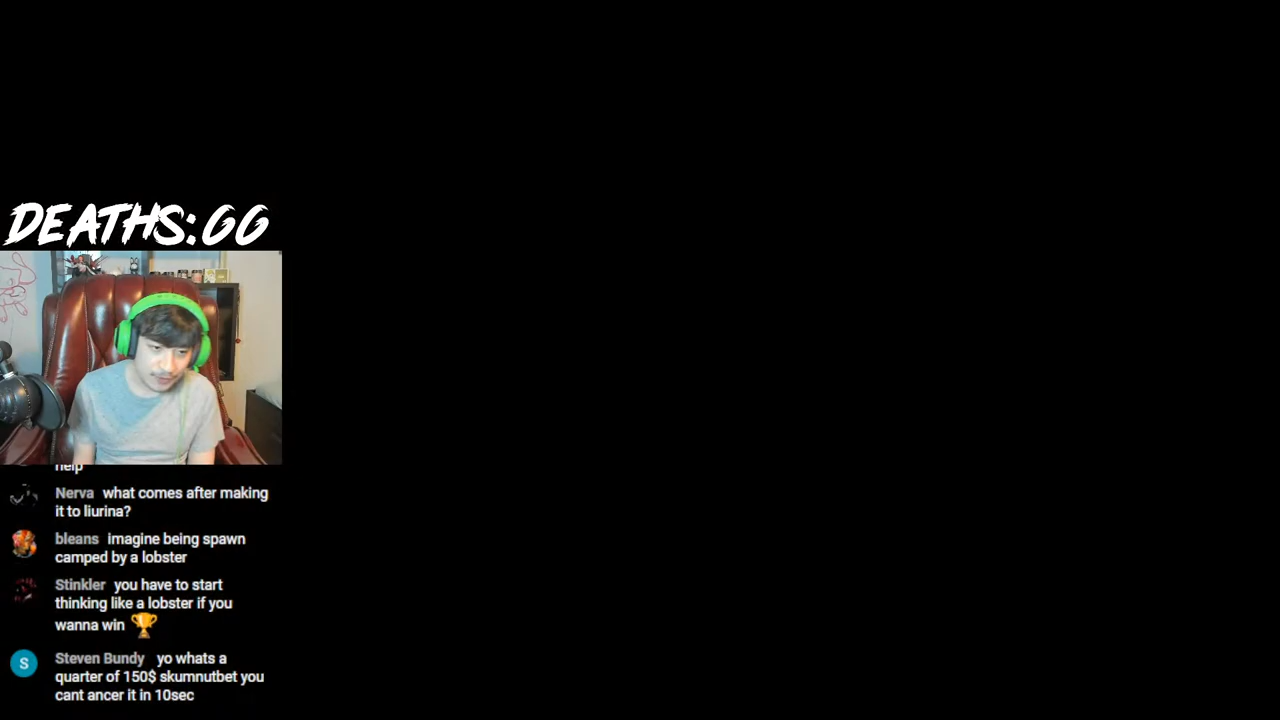 DEATHS:66
help
Nerva what comes after making
it to liurina?
bleans imagine being spawn
camped by a lobster
Stinkler you have to start
thinking like a lobster if you
wanna win 🏆
S
Steven Bundy yo whats a
quarter of 150$ skumnutbet you
cant ancer it in 10sec